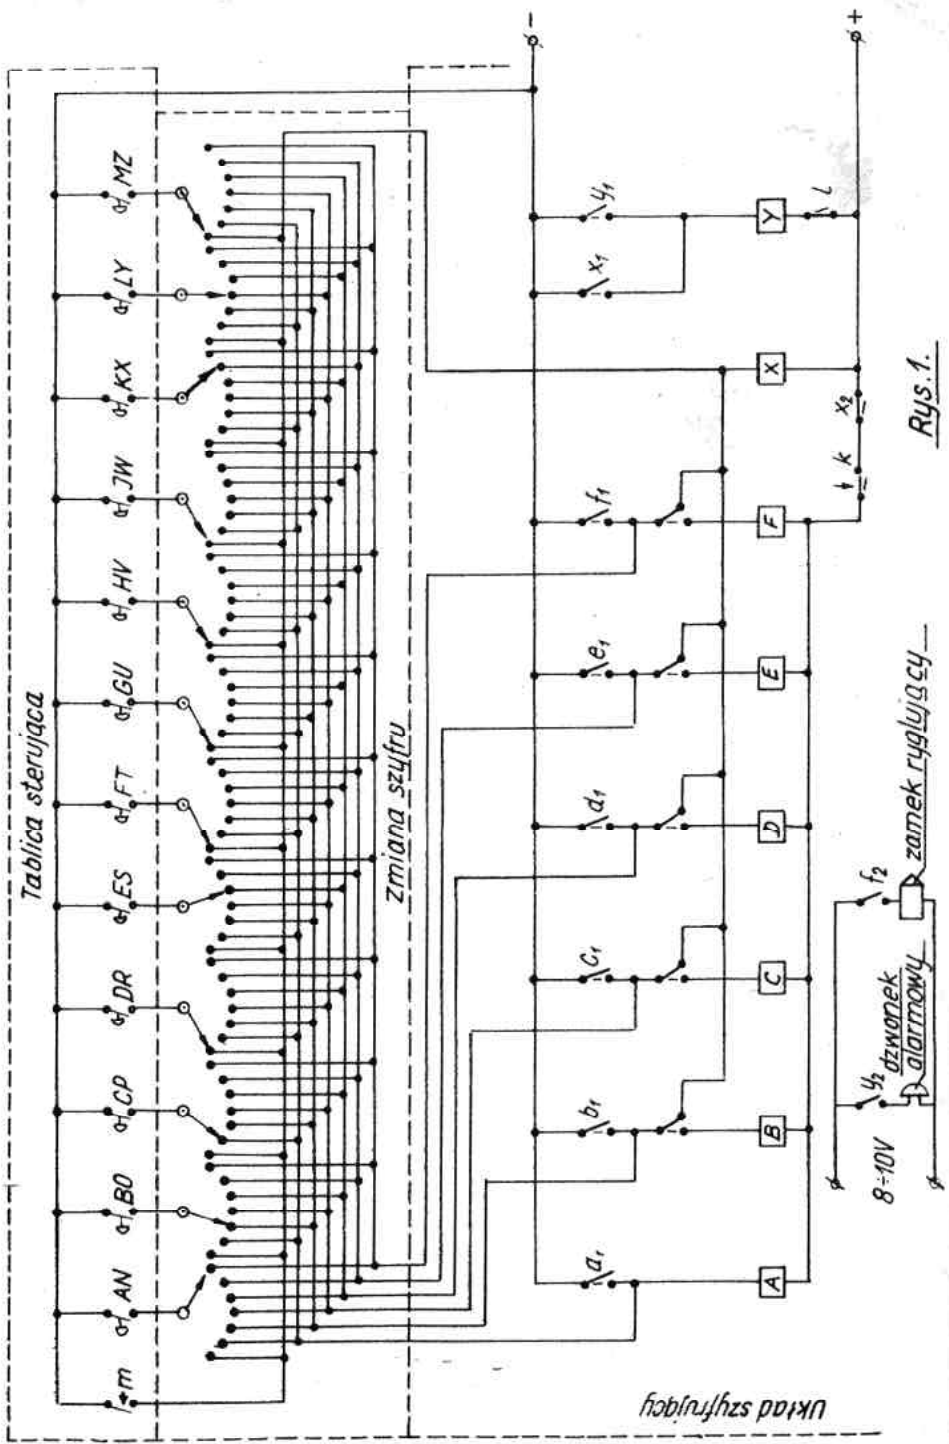 Tablica sterująca
m
AN
BO
CP
DR
ES
FT
GU
HV
JW
KX
LY
MZ
zmiana szyfru
Układ szyfrujący
a₁
b₁
c₁
d₁
e₁
f₁
x₁
y₁
A
B
C
D
E
F
X
Y
k
x₂
l
-
+
8÷10V
y₂
dzwonek
alarmowy
f₂
zamek ryglujący
Rys.1.